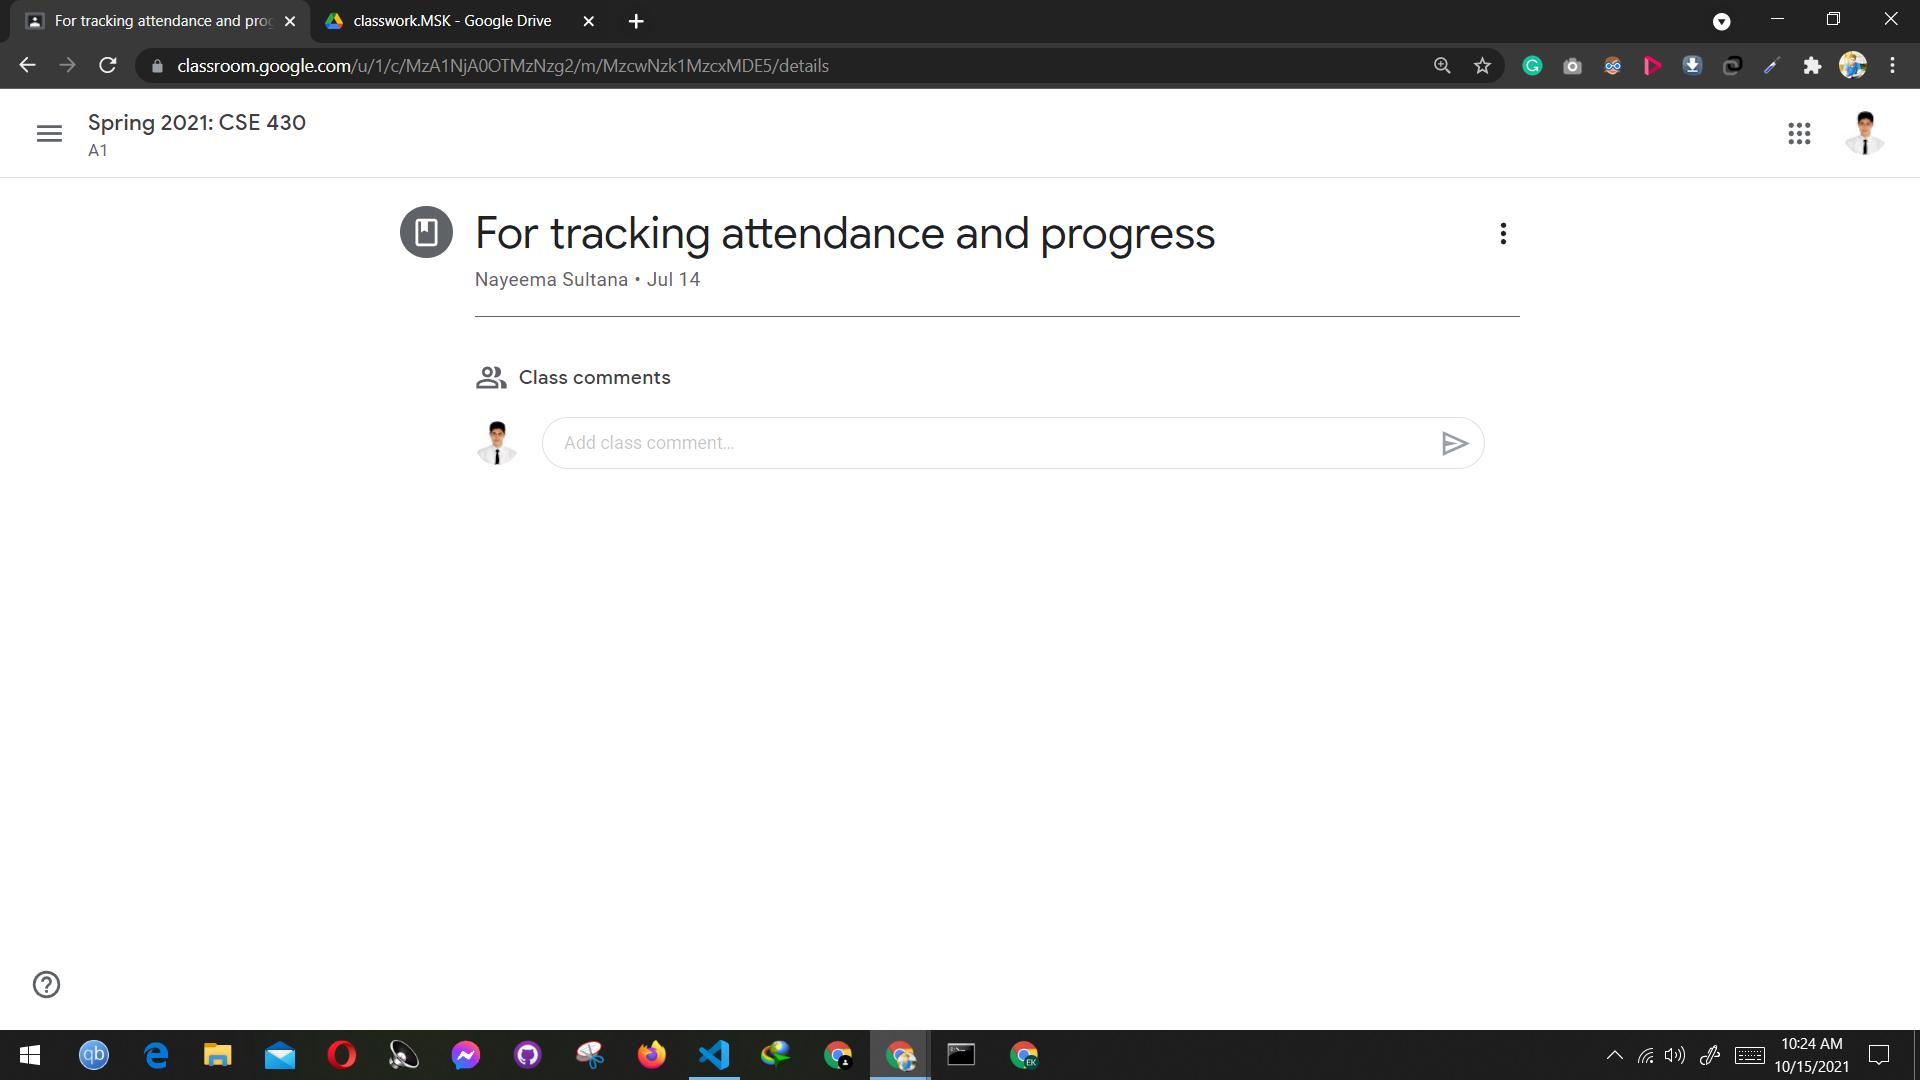 For tracking attendance and prog
classwork.MSK - Google Drive
classroom.google.com/u/1/c/MzA1NjA0OTMzNzg2/m/MzcwNzk1MzcxMDE5/details
Spring 2021: CSE 430
A1
For tracking attendance and progress
Nayeema Sultana • Jul 14
Class comments
Add class comment...
qb
EK
10:24 AM
10/15/2021